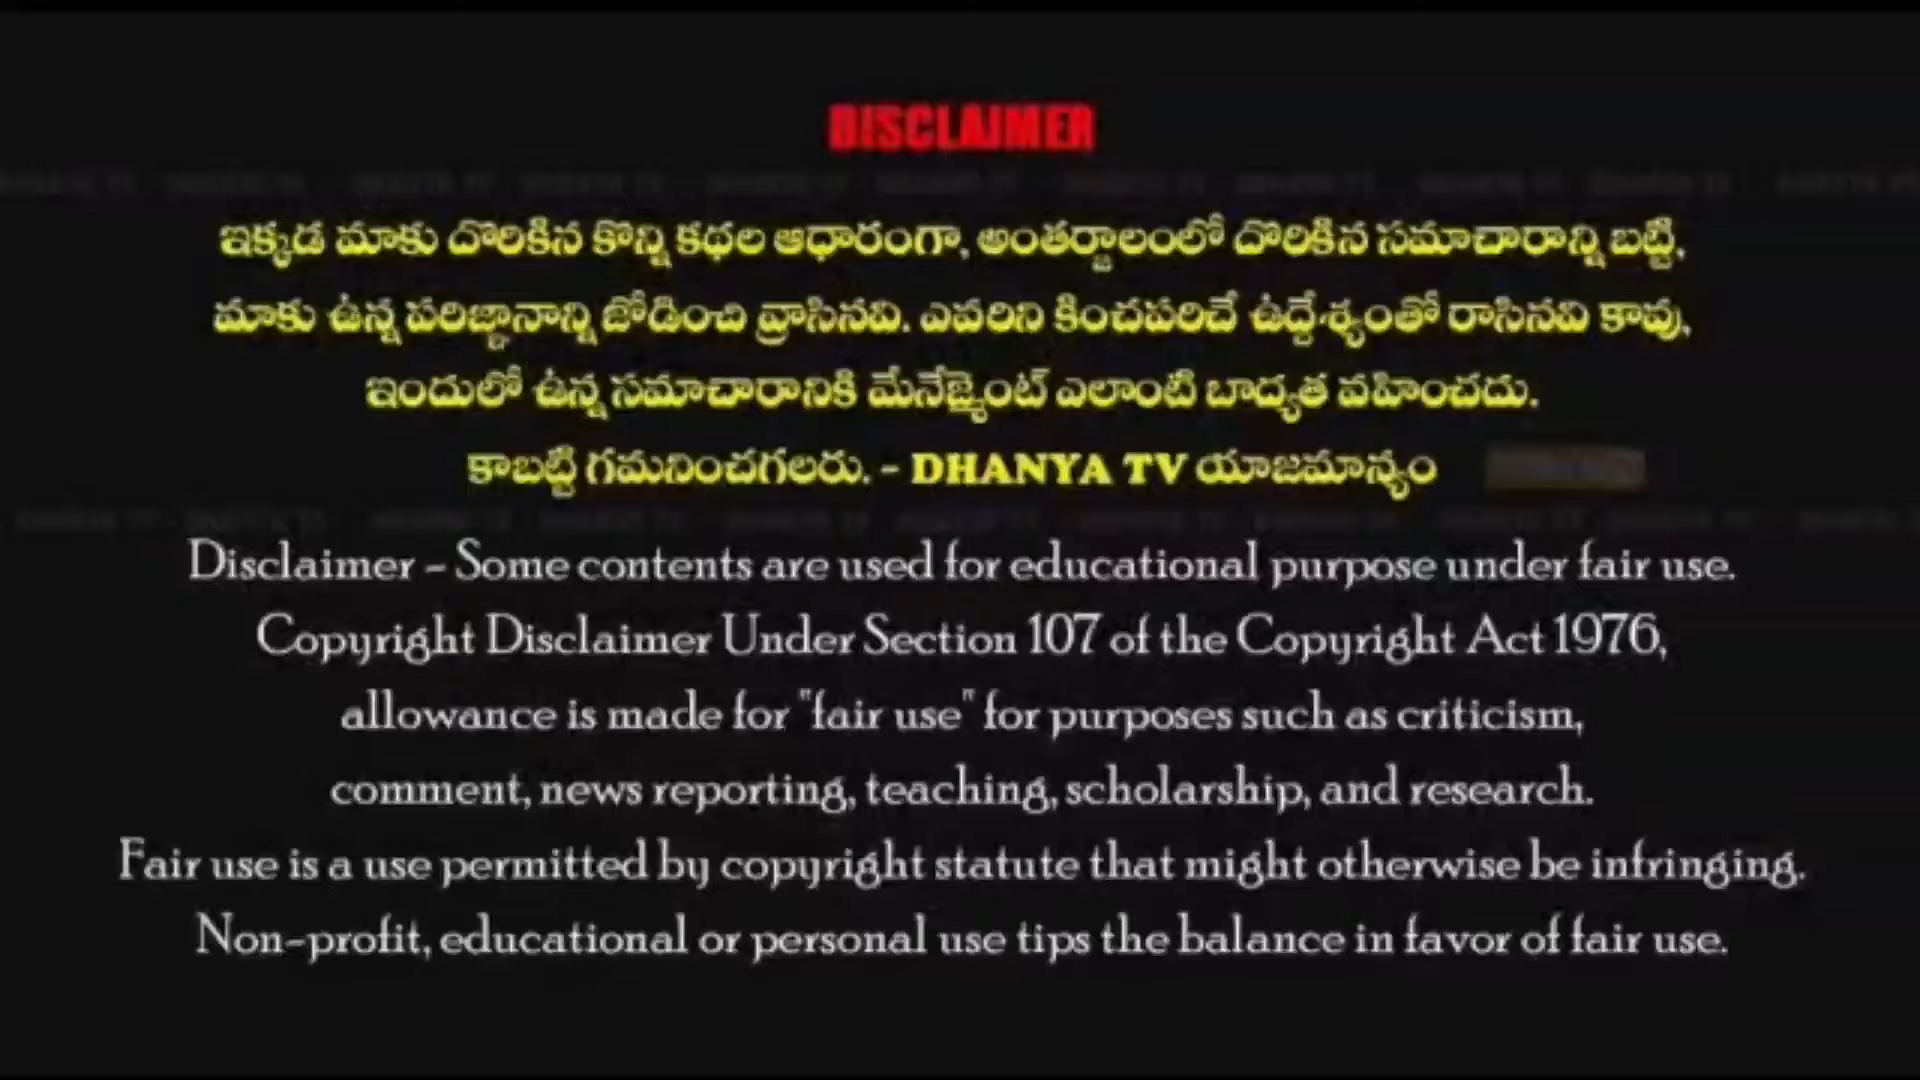 DISCLAIMER
ఇక్కడ మాకు దొరికిన కొన్ని కథల ఆధారంగా, అంతర్జాలంలో దొరికిన సమాచారాన్ని బట్టి,
మాకు ఉన్న పరిజ్ఞానాన్ని జోడించి వ్రాసినవి. ఎవరిని కించపరిచే ఉద్దేశ్యంతో రాసినవి కావు,
ఇందులో ఉన్న సమాచారానికి మేనేజ్మెంట్ ఎలాంటి బాద్యత వహించదు.
కాబట్టి గమనించగలరు. - DHANYA TV యాజమాన్యం
Disclaimer - Some contents are used for educational purpose under fair use.
Copyright Disclaimer Under Section 107 of the Copyright Act 1976,
allowance is made for "fair use" for purposes such as criticism,
comment, news reporting, teaching, scholarship, and research.
Fair use is a use permitted by copyright statute that might otherwise be infringing.
Non-profit, educational or personal use tips the balance in favor of fair use.